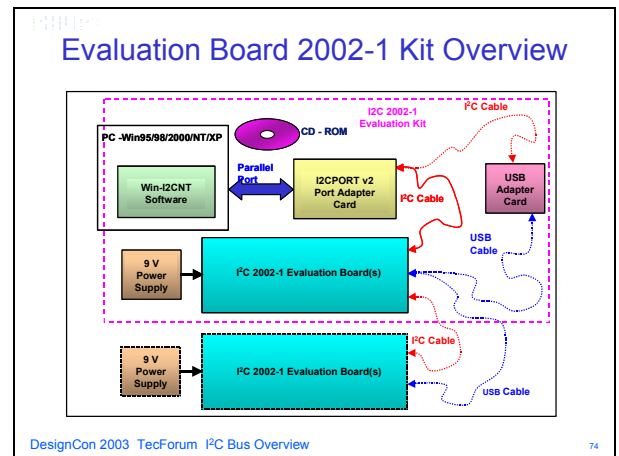 Evaluation Board 2002-1 Kit Overview
I2C 2002-1
Evaluation Kit
I²C Cable
PC -Win95/98/2000/NT/XP
CD - ROM
Win-I2CNT
Software
Parallel
Port
I2CPORT v2
Port Adapter
Card
I²C Cable
USB
Adapter
Card
USB
Cable
9 V
Power
Supply
I²C 2002-1 Evaluation Board(s)
I²C Cable
9 V
Power
Supply
I²C 2002-1 Evaluation Board(s)
USB Cable
DesignCon 2003 TecForum I²C Bus Overview
74